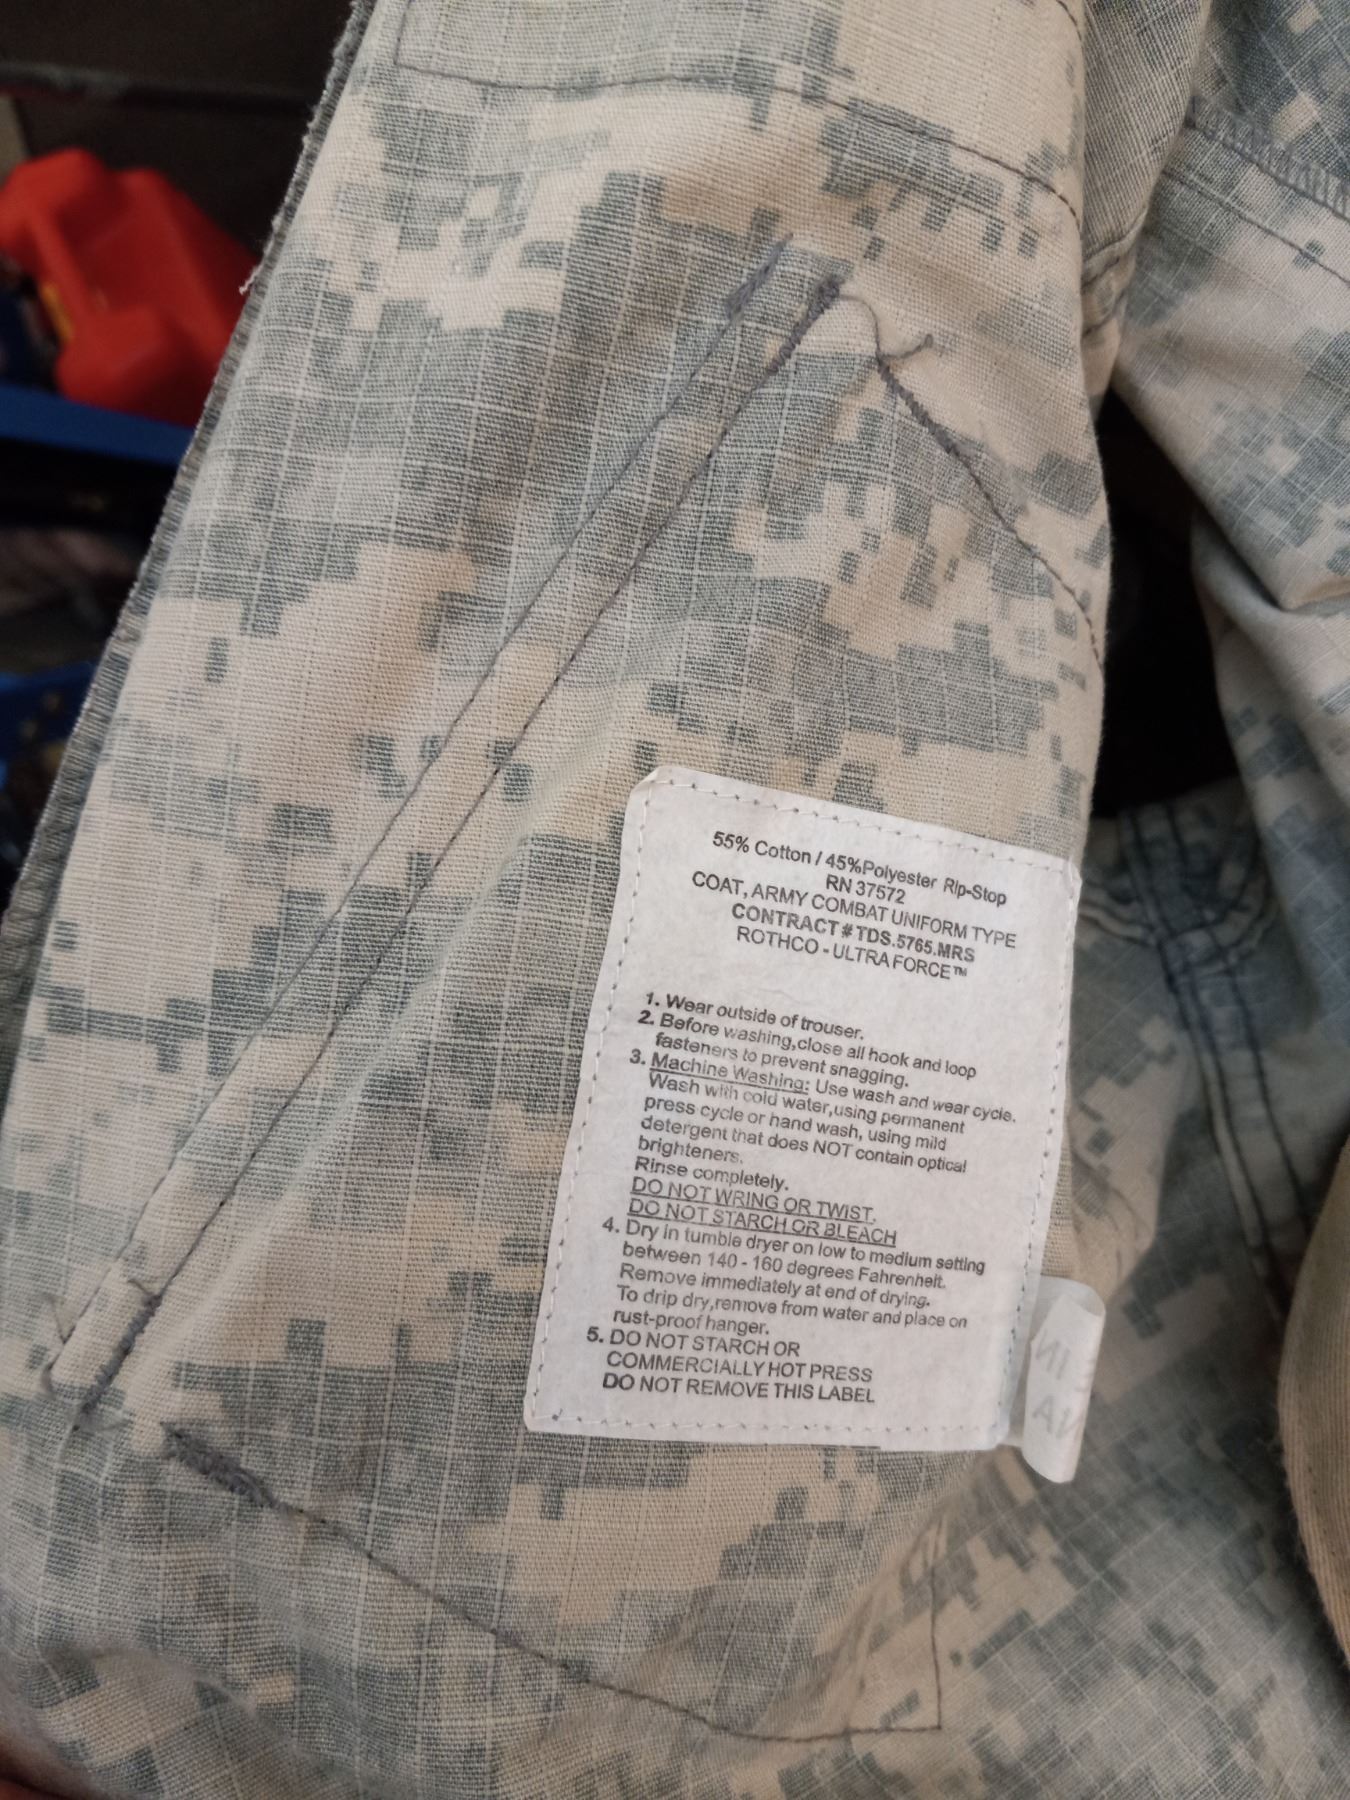 55% Cotton / 45%Polyester Rip-Stop
RN 37572
COAT, ARMY COMBAT UNIFORM TYPE
CONTRACT # TDS.5765.MRS
ROTHCO - ULTRA FORCE™
1. Wear outside of trouser.
2. Before washing,close all hook and loop
fasteners to prevent snagging.
3. Machine Washing: Use wash and wear cycle.
Wash with cold water,using permanent
press cycle or hand wash, using mild
detergent that does NOT contain optical
brighteners.
Rinse completely.
DO NOT WRING OR TWIST.
DO NOT STARCH OR BLEACH
4. Dry in tumble dryer on low to medium setting
between 140 - 160 degrees Fahrenheit.
Remove immediately at end of drying.
To drip dry,remove from water and place on
rust-proof hanger.
5. DO NOT STARCH OR
COMMERCIALLY HOT PRESS
DO NOT REMOVE THIS LABEL